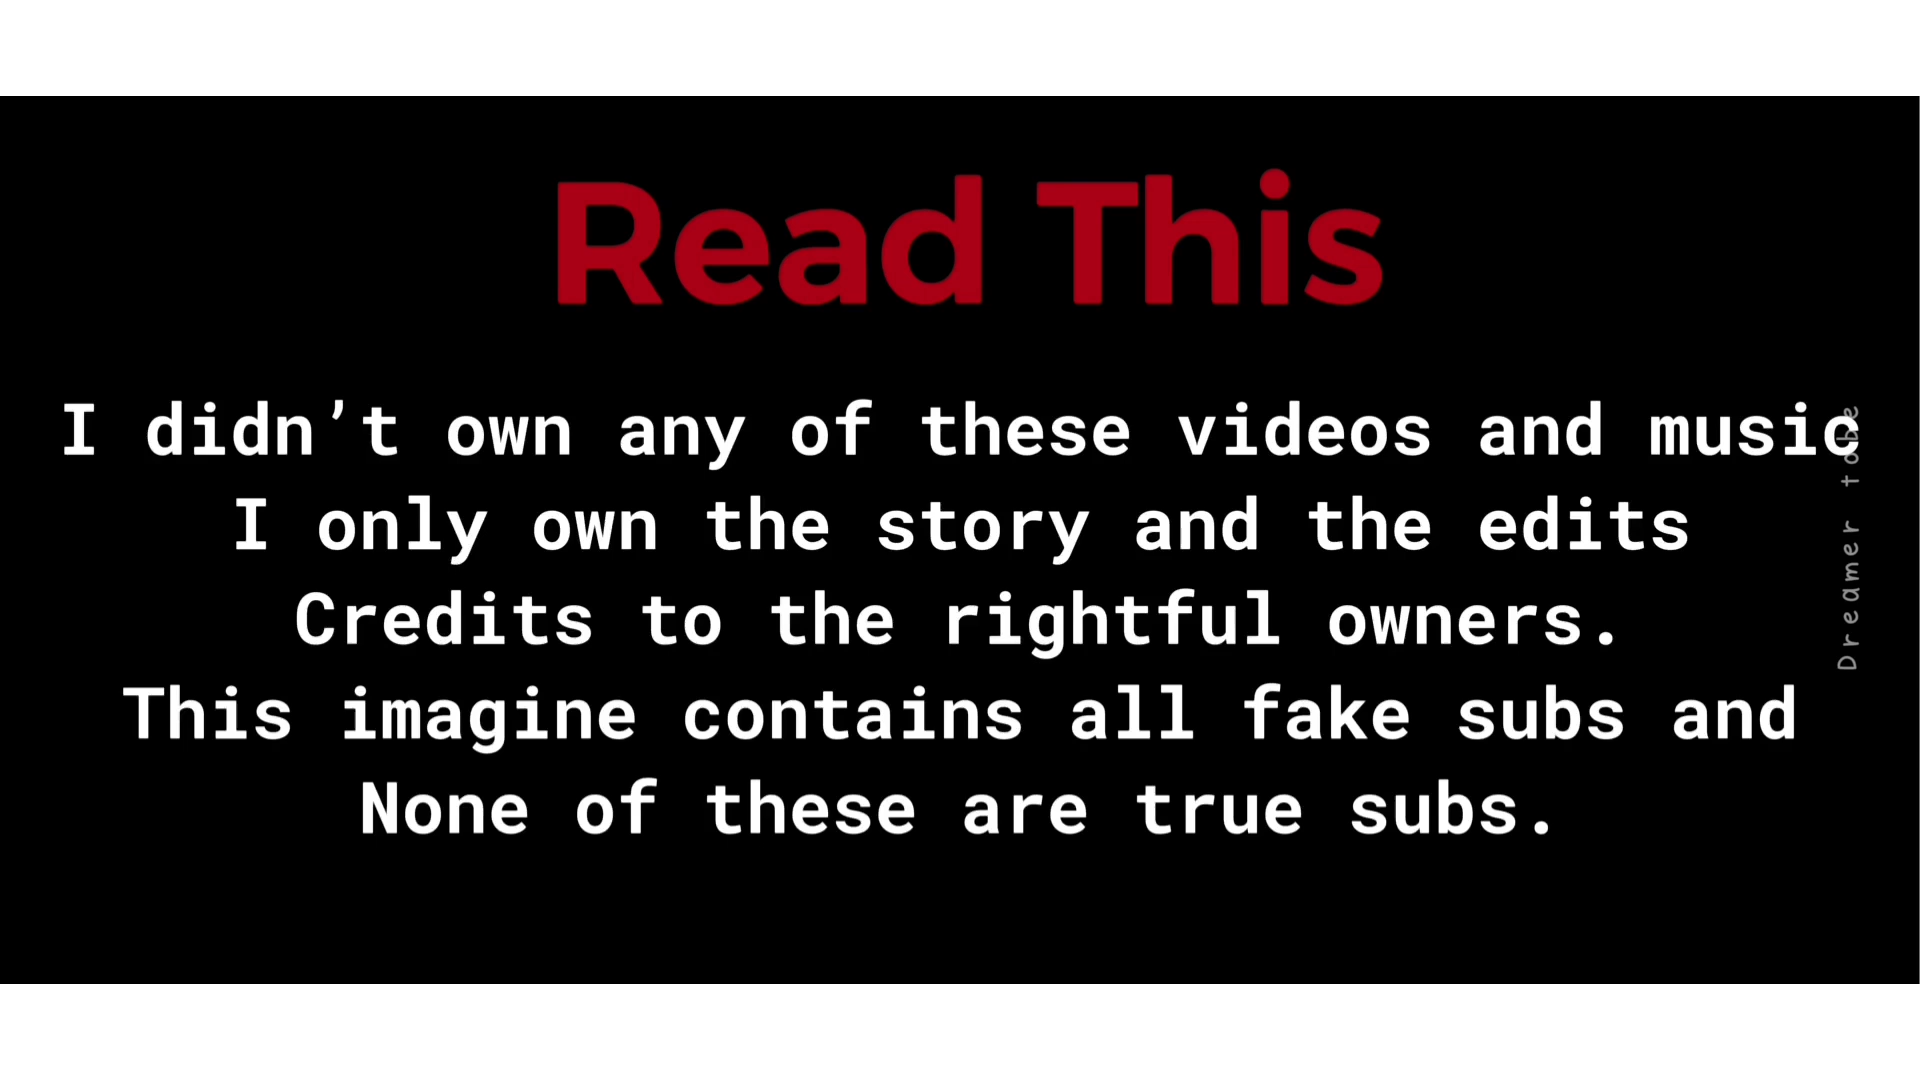 Read This
I didn’t own any of these videos and music
I only own the story and the edits
Credits to the rightful owners.
This imagine contains all fake subs and
None of these are true subs.
Dreamer tobe